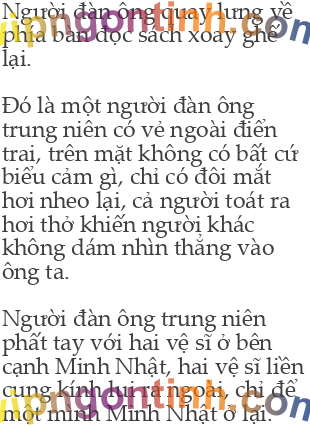 Người đàn ông quay lưng về
phía bàn đọc sách xoay ghế
lại.
Đó là một người đàn ông
trung niên có vẻ ngoài điển
trai, trên mặt không có bất cứ
biểu cảm gì, chỉ có đôi mắt
hơi nheo lại, cả người toát ra
hơi thở khiến người khác
không dám nhìn thẳng vào
ông ta.
Người đàn ông trung niên
phất tay với hai vệ sĩ ở bên
cạnh Minh Nhật, hai vệ sĩ liền
cung kính lui ra ngoài, chỉ để
một mình Minh Nhật ở lại.
vipngontinh.com
vipngontinh.com